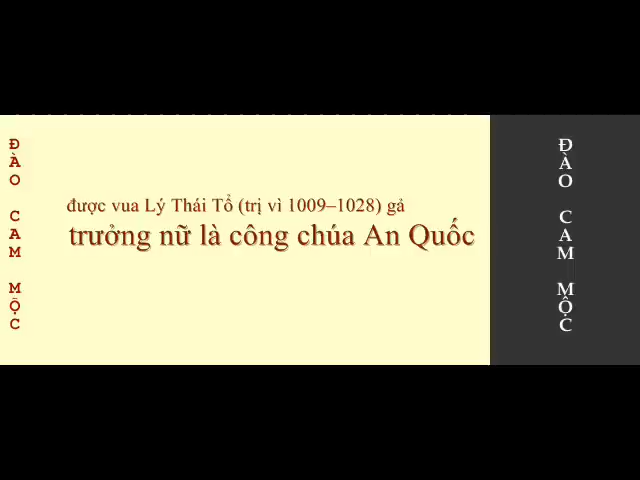 ĐÀO CAM MỘC
được vua Lý Thái Tổ (trị vì 1009–1028) gả
trưởng nữ là công chúa An Quốc
ĐÀO CAM MỘC